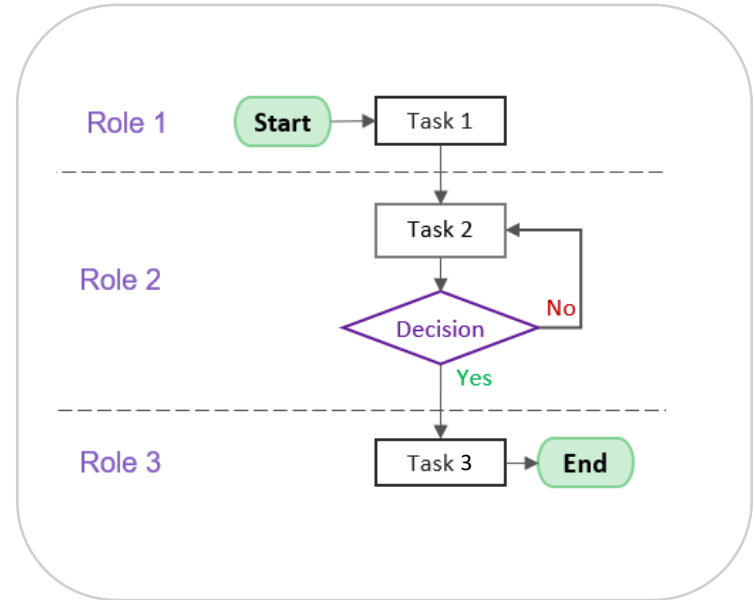 Role 1
Start
Task 1
Role 2
Task 2
No
Decision
Yes
Role 3
Task 3
End